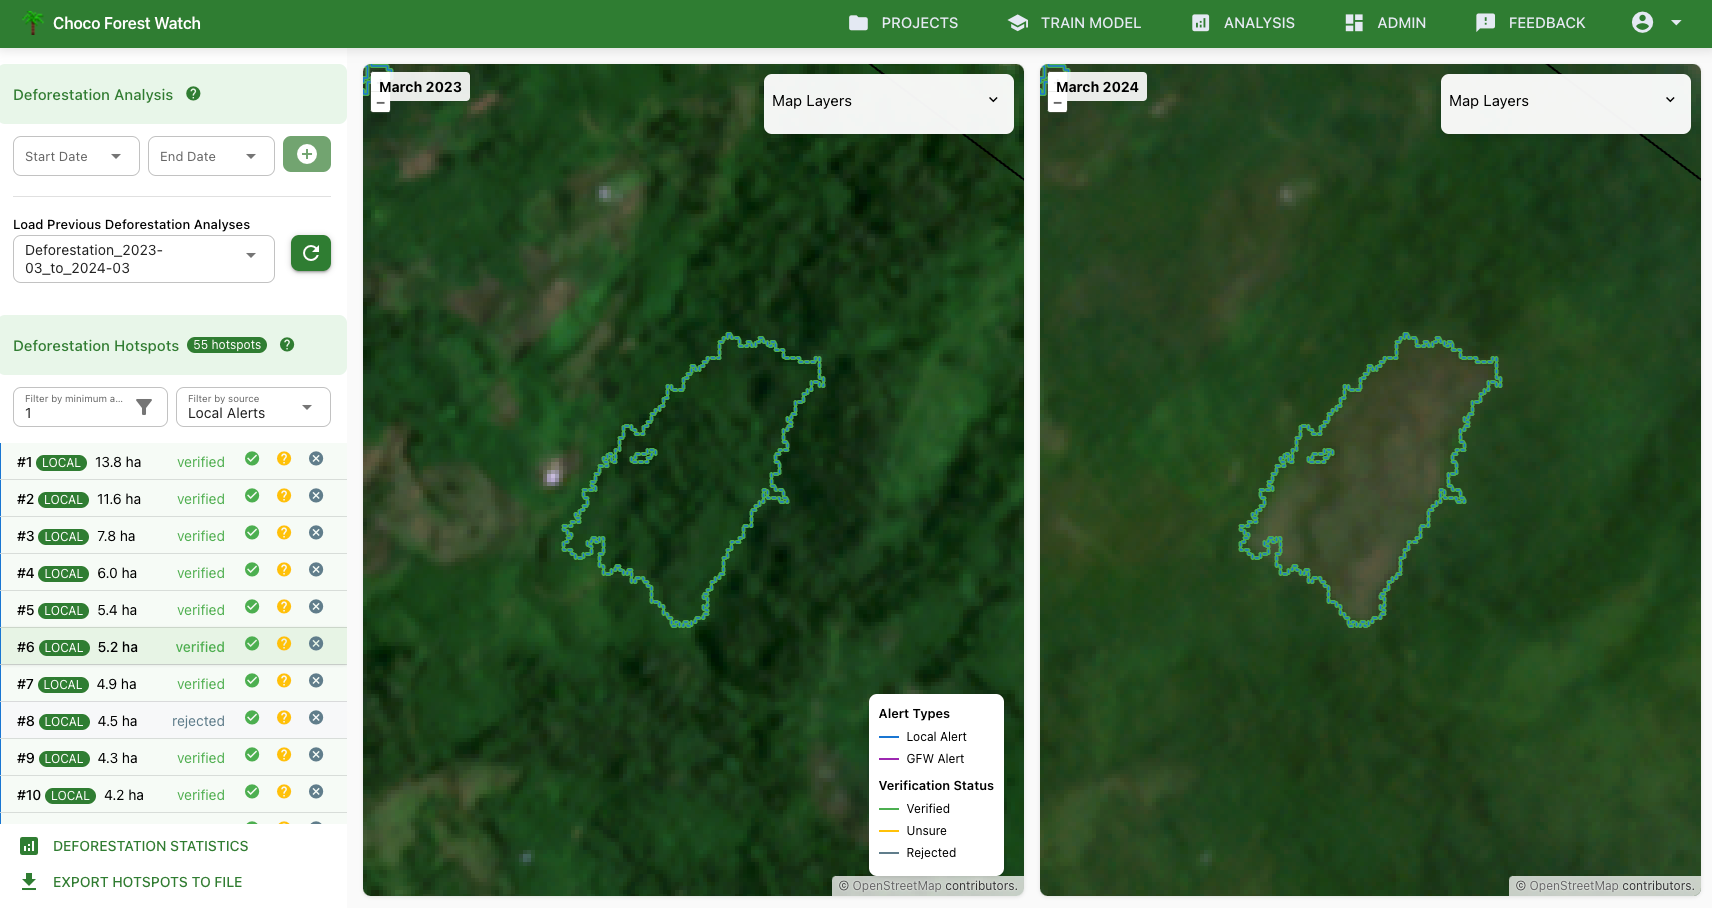 Choco Forest Watch
PROJECTS
TRAIN MODEL
ANALYSIS
ADMIN
FEEDBACK
Deforestation Analysis ?
Start Date
End Date
Load Previous Deforestation Analyses
Deforestation_2023-
03_to_2024-03
Deforestation Hotspots 55 hotspots ?
Filter by minimum a...
1
Filter by source
Local Alerts
#1 LOCAL 13.8 ha verified ?
#2 LOCAL 11.6 ha verified ?
#3 LOCAL 7.8 ha verified ?
#4 LOCAL 6.0 ha verified ?
#5 LOCAL 5.4 ha verified ?
#6 LOCAL 5.2 ha verified ?
#7 LOCAL 4.9 ha verified ?
#8 LOCAL 4.5 ha rejected ?
#9 LOCAL 4.3 ha verified ?
#10 LOCAL 4.2 ha verified ?
DEFORESTATION STATISTICS
EXPORT HOTSPOTS TO FILE
March 2023
–
Map Layers
Alert Types
Local Alert
GFW Alert
Verification Status
Verified
Unsure
Rejected
© OpenStreetMap contributors.
March 2024
–
Map Layers
© OpenStreetMap contributors.